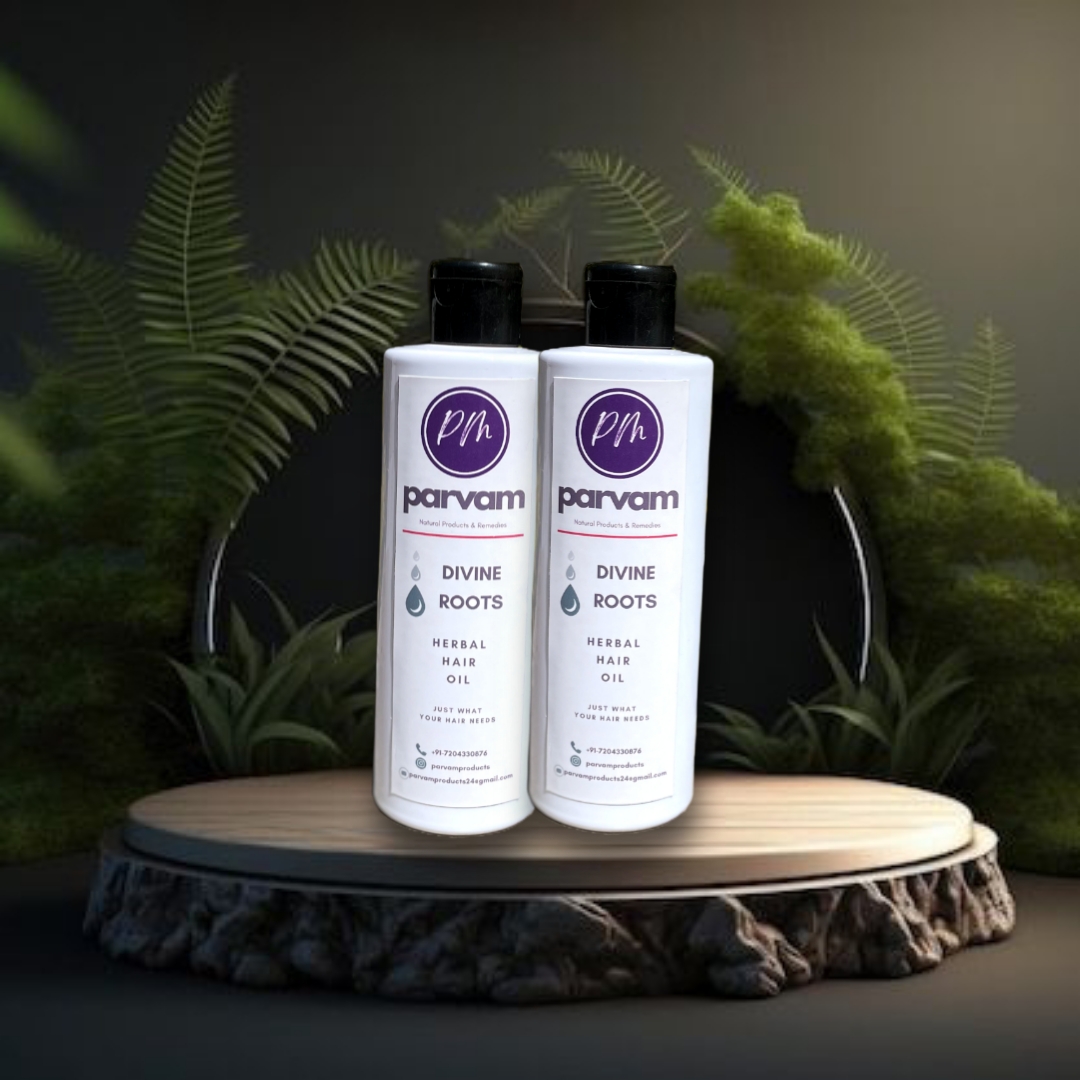 PM
parvam
Natural Products & Remedies
DIVINE
ROOTS
HERBAL
HAIR
OIL
JUST WHAT
YOUR HAIR NEEDS
+91-7204330876
parvamproducts
parvamproducts24@gmail.com
PM
parvam
Natural Products & Remedies
DIVINE
ROOTS
HERBAL
HAIR
OIL
JUST WHAT
YOUR HAIR NEEDS
+91-7204330876
parvamproducts
parvamproducts24@gmail.com